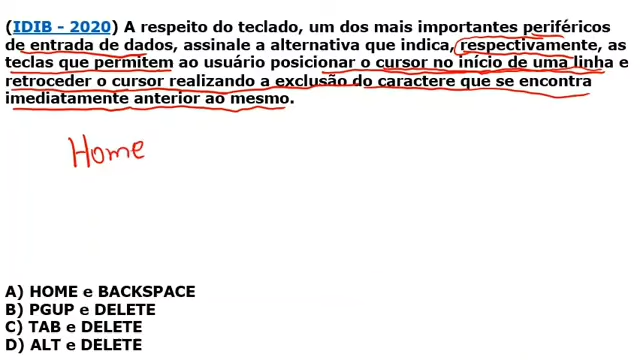 (IDIB - 2020) A respeito do teclado, um dos mais importantes periféricos
de entrada de dados, assinale a alternativa que indica, respectivamente, as
teclas que permitem ao usuário posicionar o cursor no início de uma linha e
retroceder o cursor realizando a exclusão do caractere que se encontra
imediatamente anterior ao mesmo.
Home
A) HOME e BACKSPACE
B) PGUP e DELETE
C) TAB e DELETE
D) ALT e DELETE